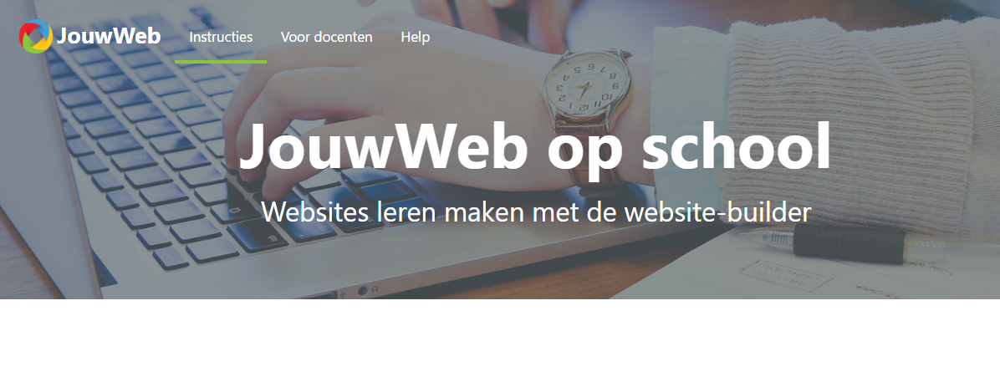 JouwWeb Instructies Voor docenten Help
JouwWeb op school
Websites leren maken met de website-builder